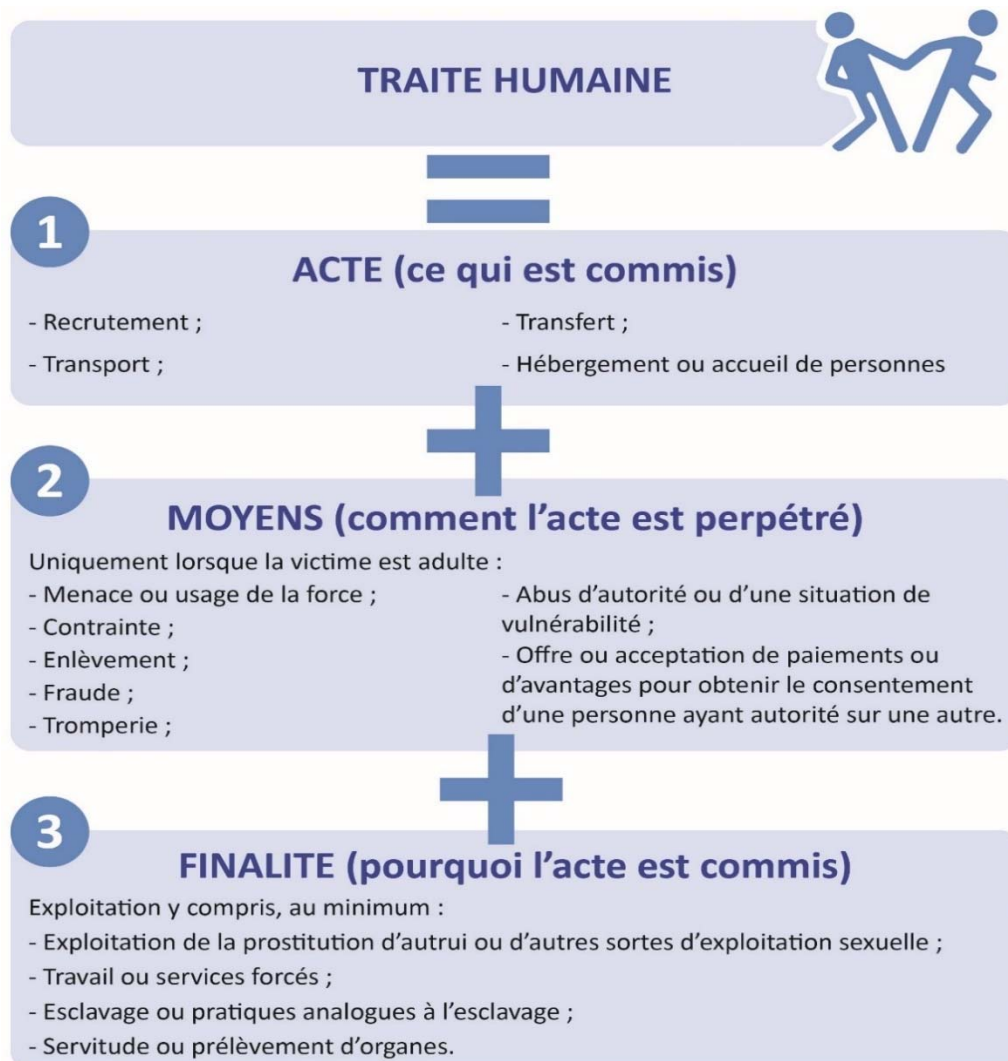 TRAITE HUMAINE
1
ACTE (ce qui est commis)
- Recrutement ;
- Transport ;
- Transfert ;
- Hébergement ou accueil de personnes
2
MOYENS (comment l’acte est perpétré)
Uniquement lorsque la victime est adulte :
- Menace ou usage de la force ;
- Contrainte ;
- Enlèvement ;
- Fraude ;
- Tromperie ;
- Abus d’autorité ou d’une situation de
vulnérabilité ;
- Offre ou acceptation de paiements ou
d’avantages pour obtenir le consentement
d’une personne ayant autorité sur une autre.
3
FINALITE (pourquoi l’acte est commis)
Exploitation y compris, au minimum :
- Exploitation de la prostitution d’autrui ou d’autres sortes d’exploitation sexuelle ;
- Travail ou services forcés ;
- Esclavage ou pratiques analogues à l’esclavage ;
- Servitude ou prélèvement d’organes.